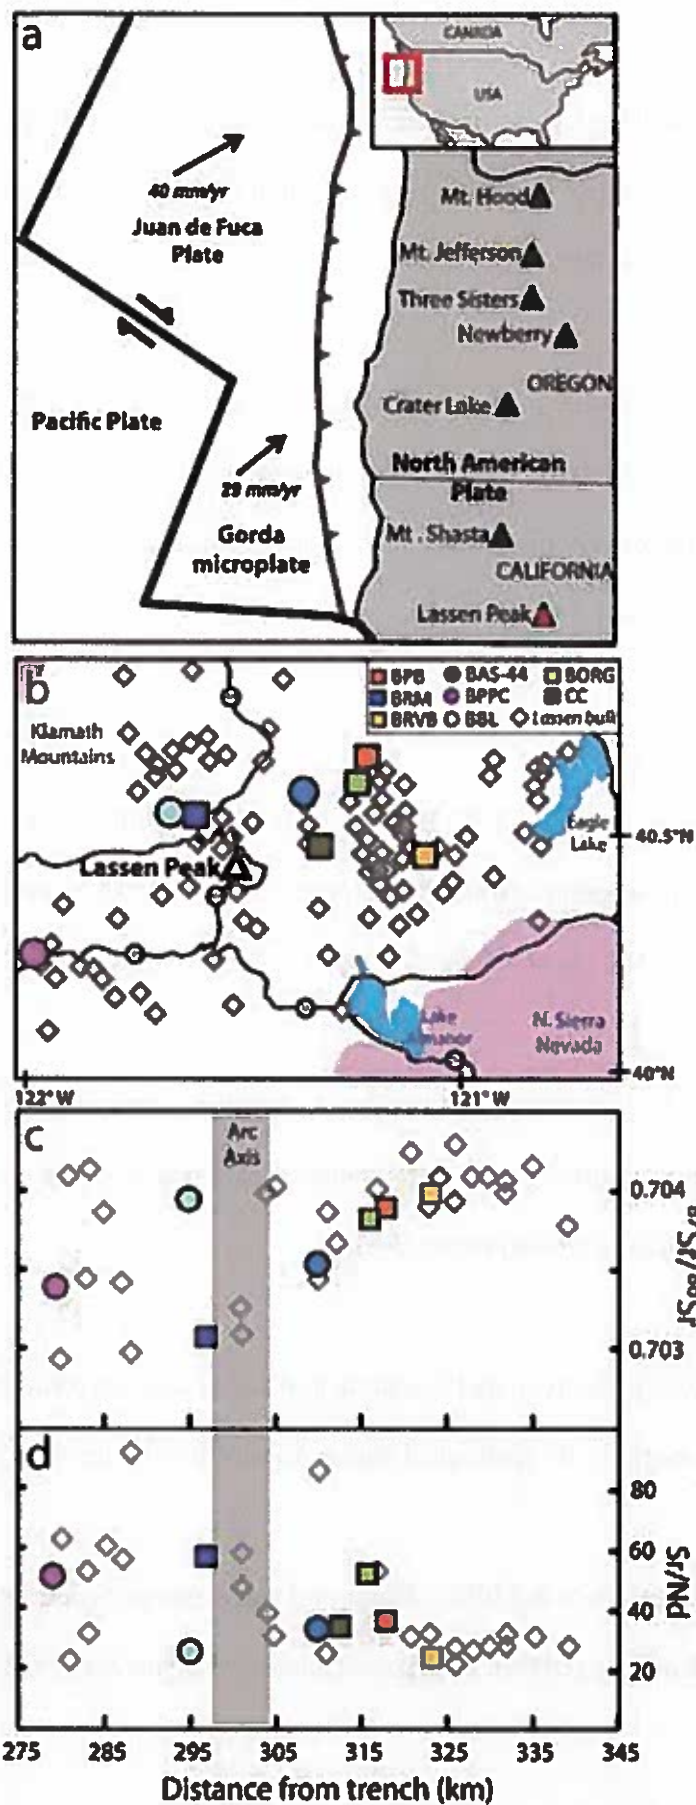 a
CANADA
USA
40 mm/yr
Juan de Fuca
Plate
Mt. Hood
Mt. Jefferson
Three Sisters
Newberry
OREGON
Crater Lake
Pacific Plate
North American
Plate
29 mm/yr
Gorda
microplate
Mt. Shasta
CALIFORNIA
Lassen Peak
b
BPB BAS-44 BORG
BRM BPPC CC
BRVB BBL Lassen
Klamath
Mountains
Eagle
Lake
40.5°N
Lassen Peak
Lake
N. Sierra
Nevada
40°N
122°W 121°W
c
Arc
Axis
0.704
0.703
d
80
60
40
20
Sr/Nd
275 285 295 305 315 325 335 345
Distance from trench (km)